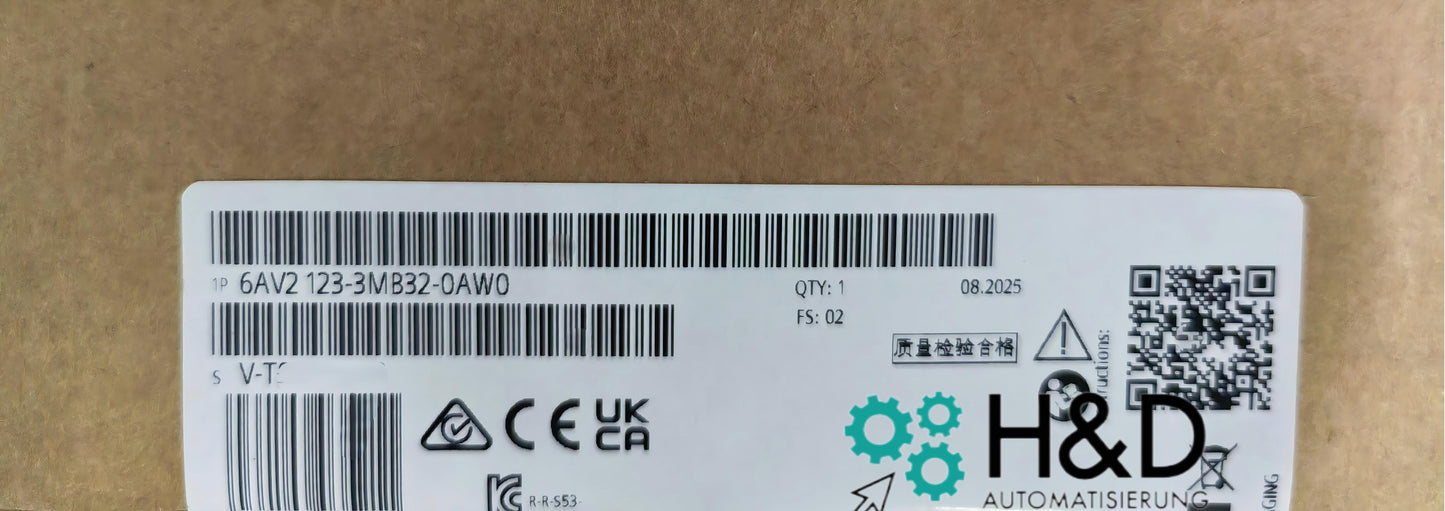 1P 6AV2 123-3MB32-0AW0
QTY: 1
08.2025
FS: 02
质量检验合格
S V-T
CE
UK
CA
R-R-S53-
H&D
AUTOMATISIERUNG